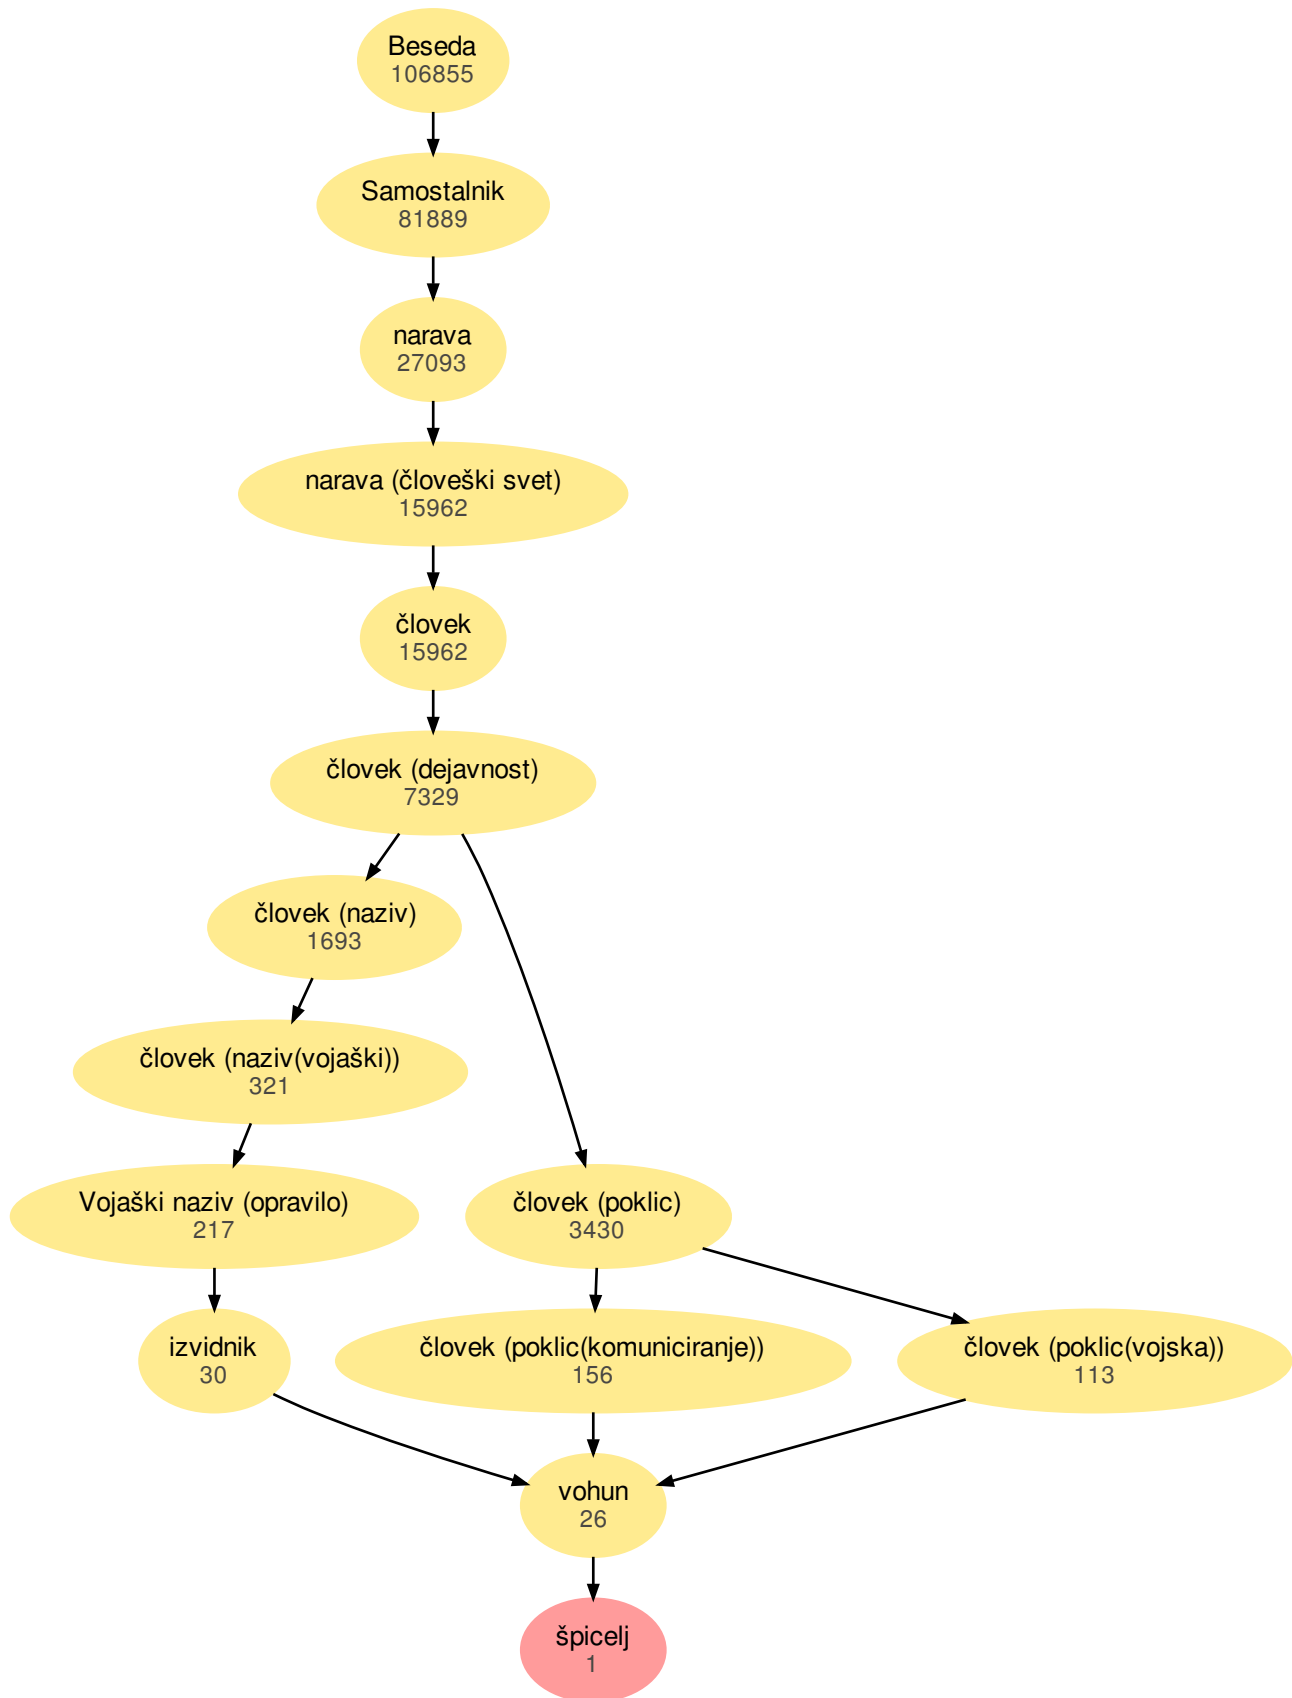 Beseda
106855
Samostalnik
81889
narava
27093
narava (človeški svet)
15962
človek
15962
človek (dejavnost)
7329
človek (naziv)
1693
človek (naziv(vojaški))
321
Vojaški naziv (opravilo)
217
človek (poklic)
3430
izvidnik
30
človek (poklic(komuniciranje))
156
človek (poklic(vojska))
113
vohun
26
špicelj
1